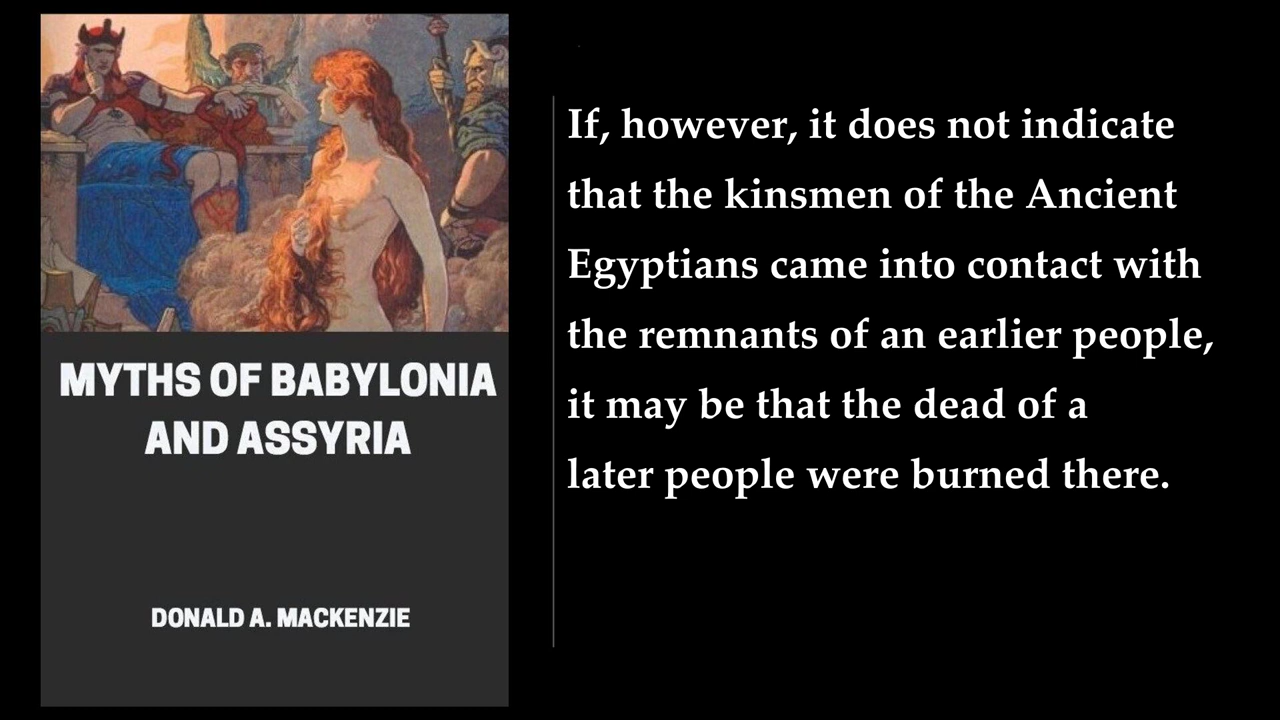 MYTHS OF BABYLONIA
AND ASSYRIA
DONALD A. MACKENZIE
If, however, it does not indicate
that the kinsmen of the Ancient
Egyptians came into contact with
the remnants of an earlier people,
it may be that the dead of a
later people were burned there.